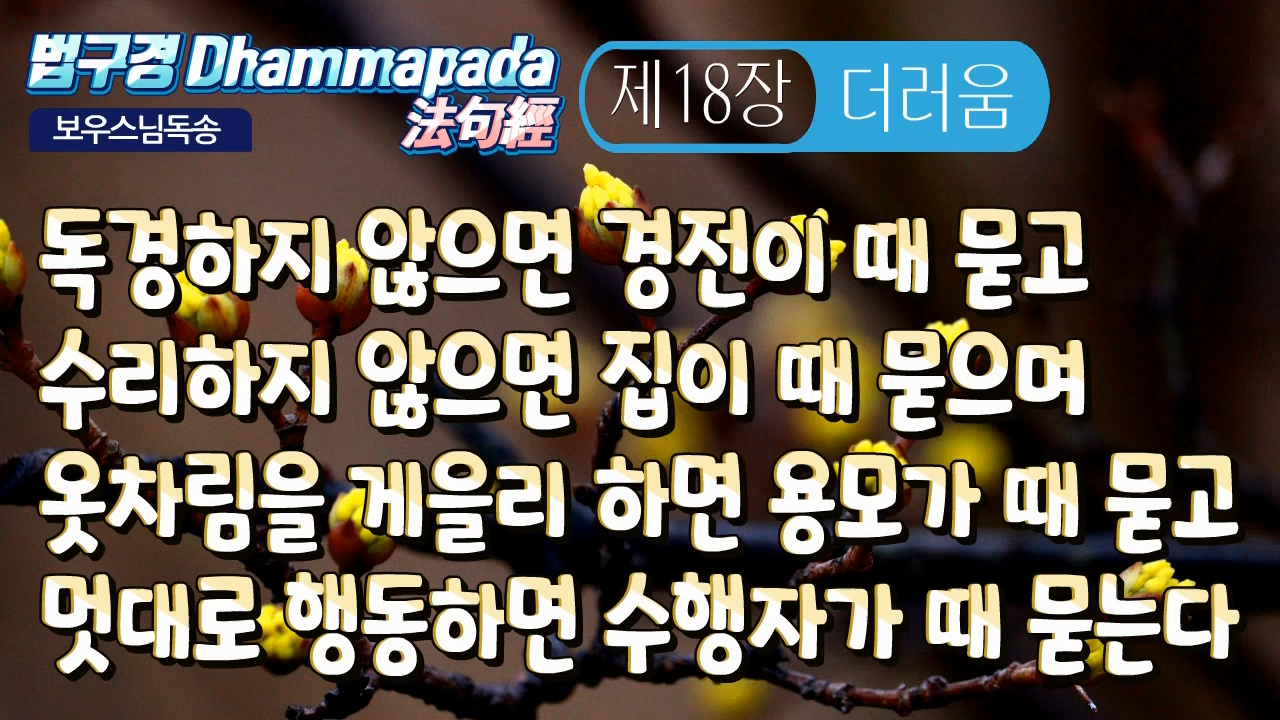 법구경 Dhammapada
法句經
보우스님독송
제18장 더러움
독경하지 않으면 경전이 때 묻고
수리하지 않으면 집이 때 묻으며
옷차림을 게을리 하면 용모가 때 묻고
멋대로 행동하면 수행자가 때 묻는다